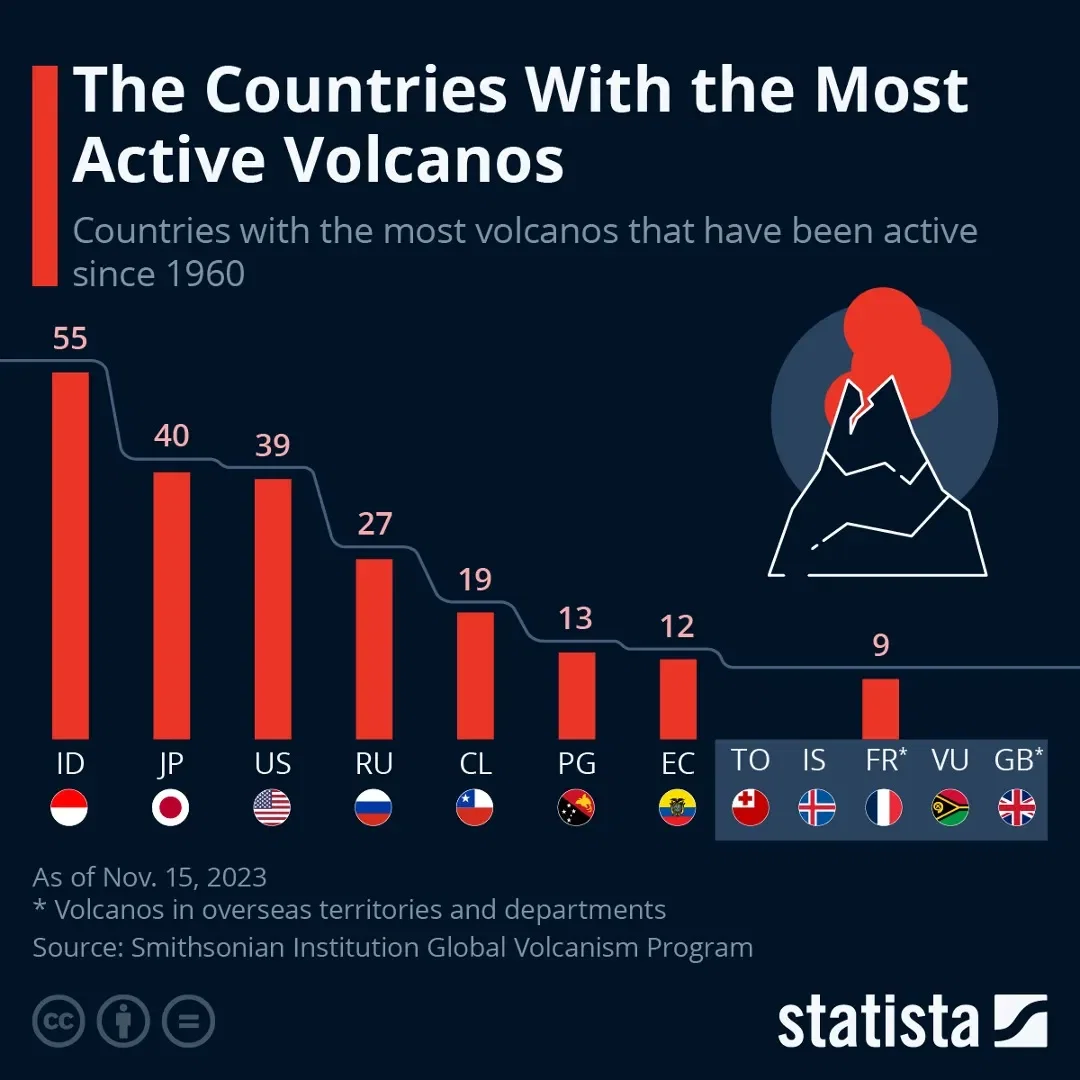 The Countries With the Most
Active Volcanos
Countries with the most volcanos that have been active
since 1960
55
40
39
27
19
13
12
9
ID
JP
US
RU
CL
PG
EC
TO
IS
FR*
VU
GB*
As of Nov. 15, 2023
* Volcanos in overseas territories and departments
Source: Smithsonian Institution Global Volcanism Program
cc
statista